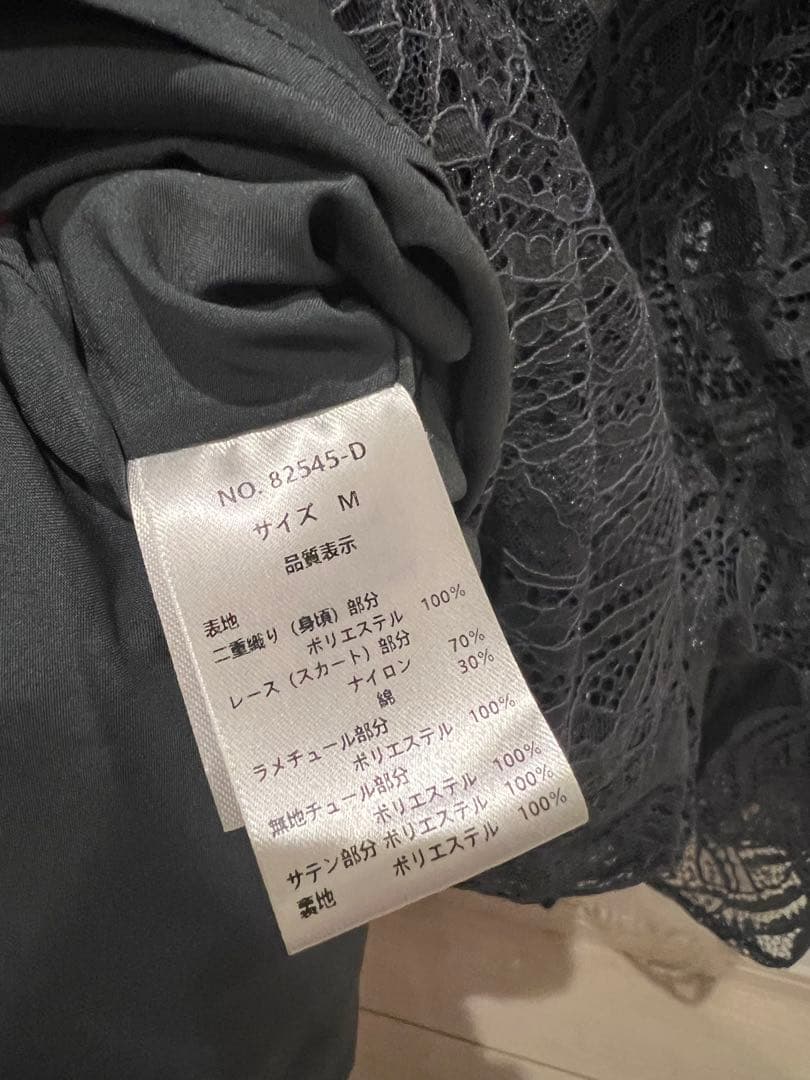 NO. 82545-D
サイズ M
品質表示
表地
二重織り (身頃) 部分
ポリエステル 100%
レース (スカート) 部分
ナイロン 70%
綿 30%
ラメチュール部分
ポリエステル 100%
無地チュール部分
ポリエステル 100%
サテン部分 ポリエステル 100%
裏地 ポリエステル 100%